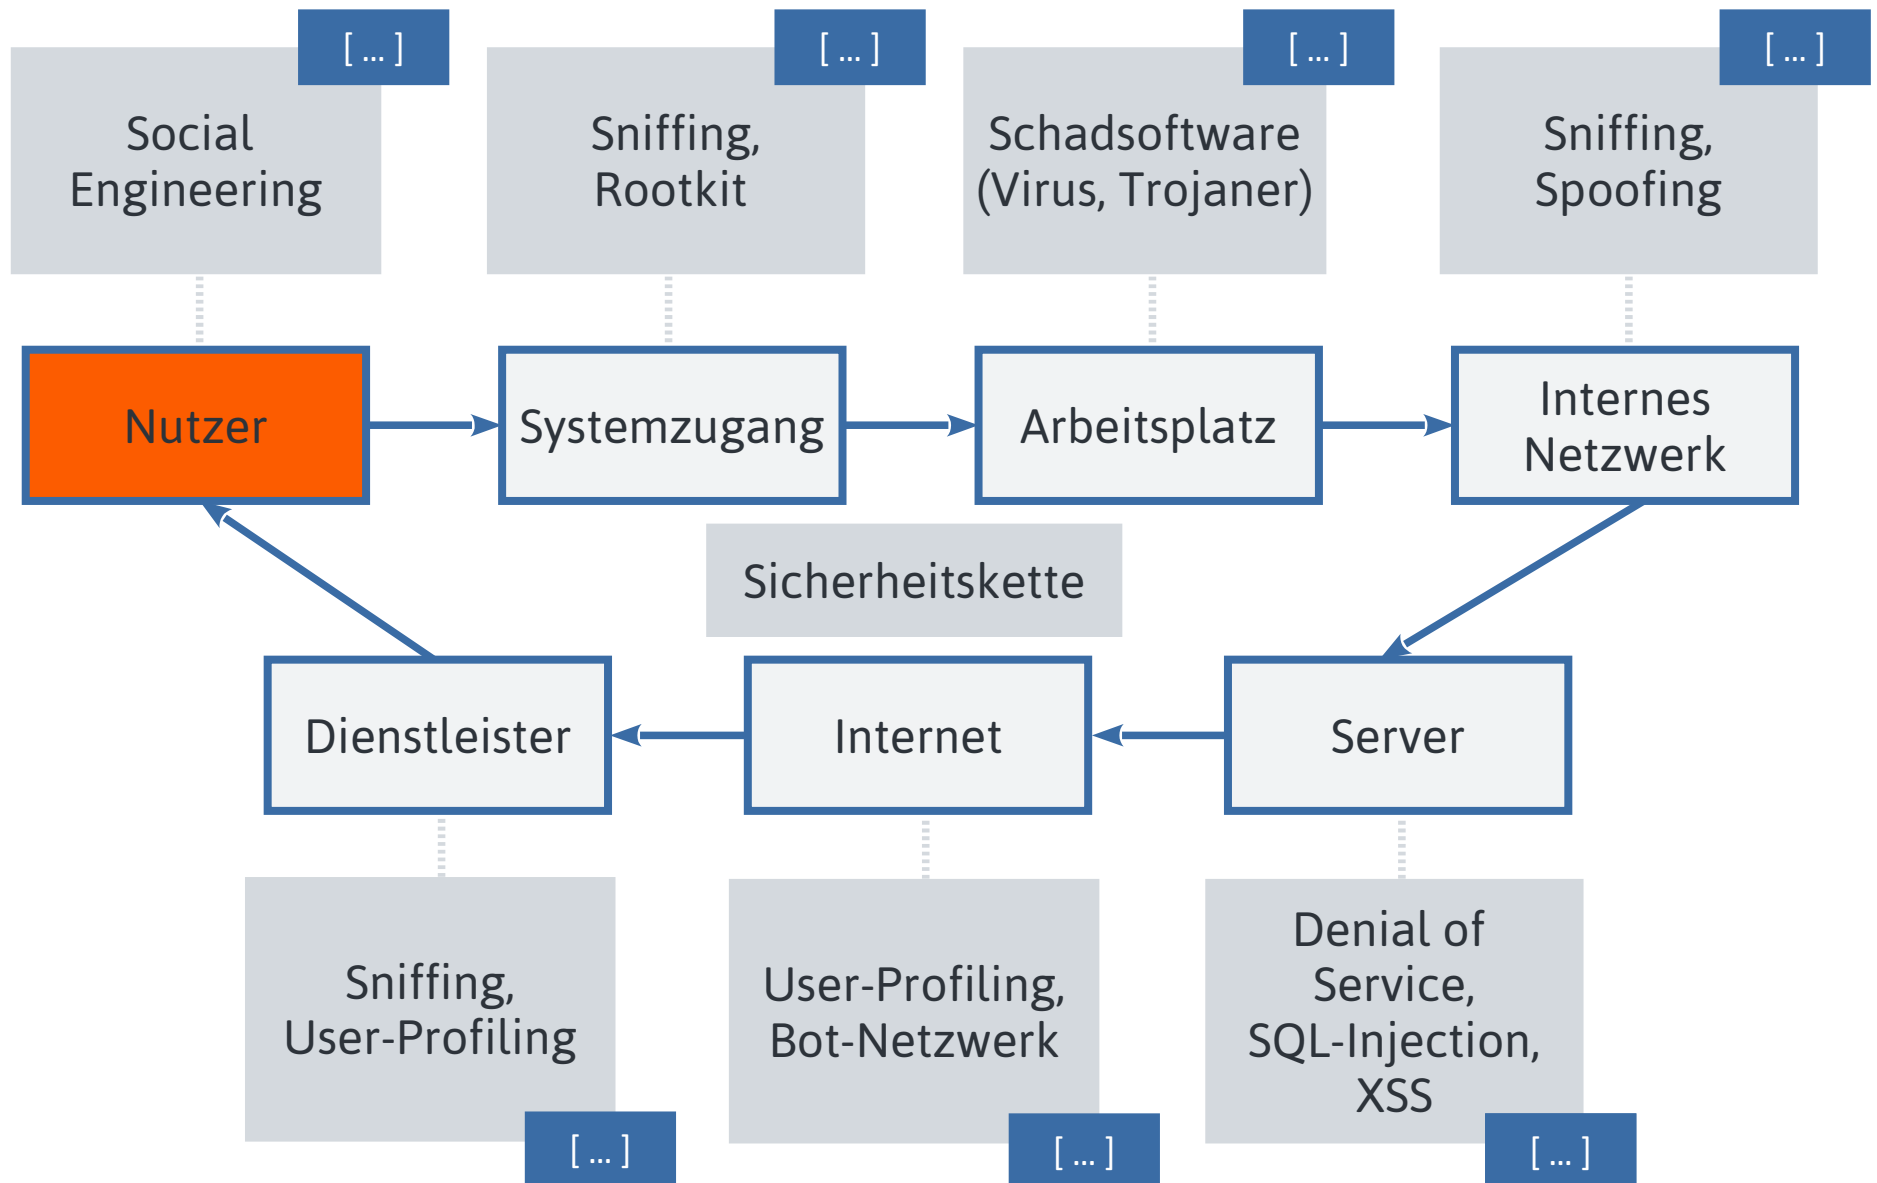 [ ... ]
[ ... ]
[ ... ]
[ ... ]
Social
Engineering
Sniffing,
Rootkit
Schadsoftware
(Virus, Trojaner)
Sniffing,
Spoofing
Nutzer
Systemzugang
Arbeitsplatz
Internes
Netzwerk
Sicherheitskette
Dienstleister
Internet
Server
Sniffing,
User-Profiling
User-Profiling,
Bot-Netzwerk
Denial of
Service,
SQL-Injection,
XSS
[ ... ]
[ ... ]
[ ... ]